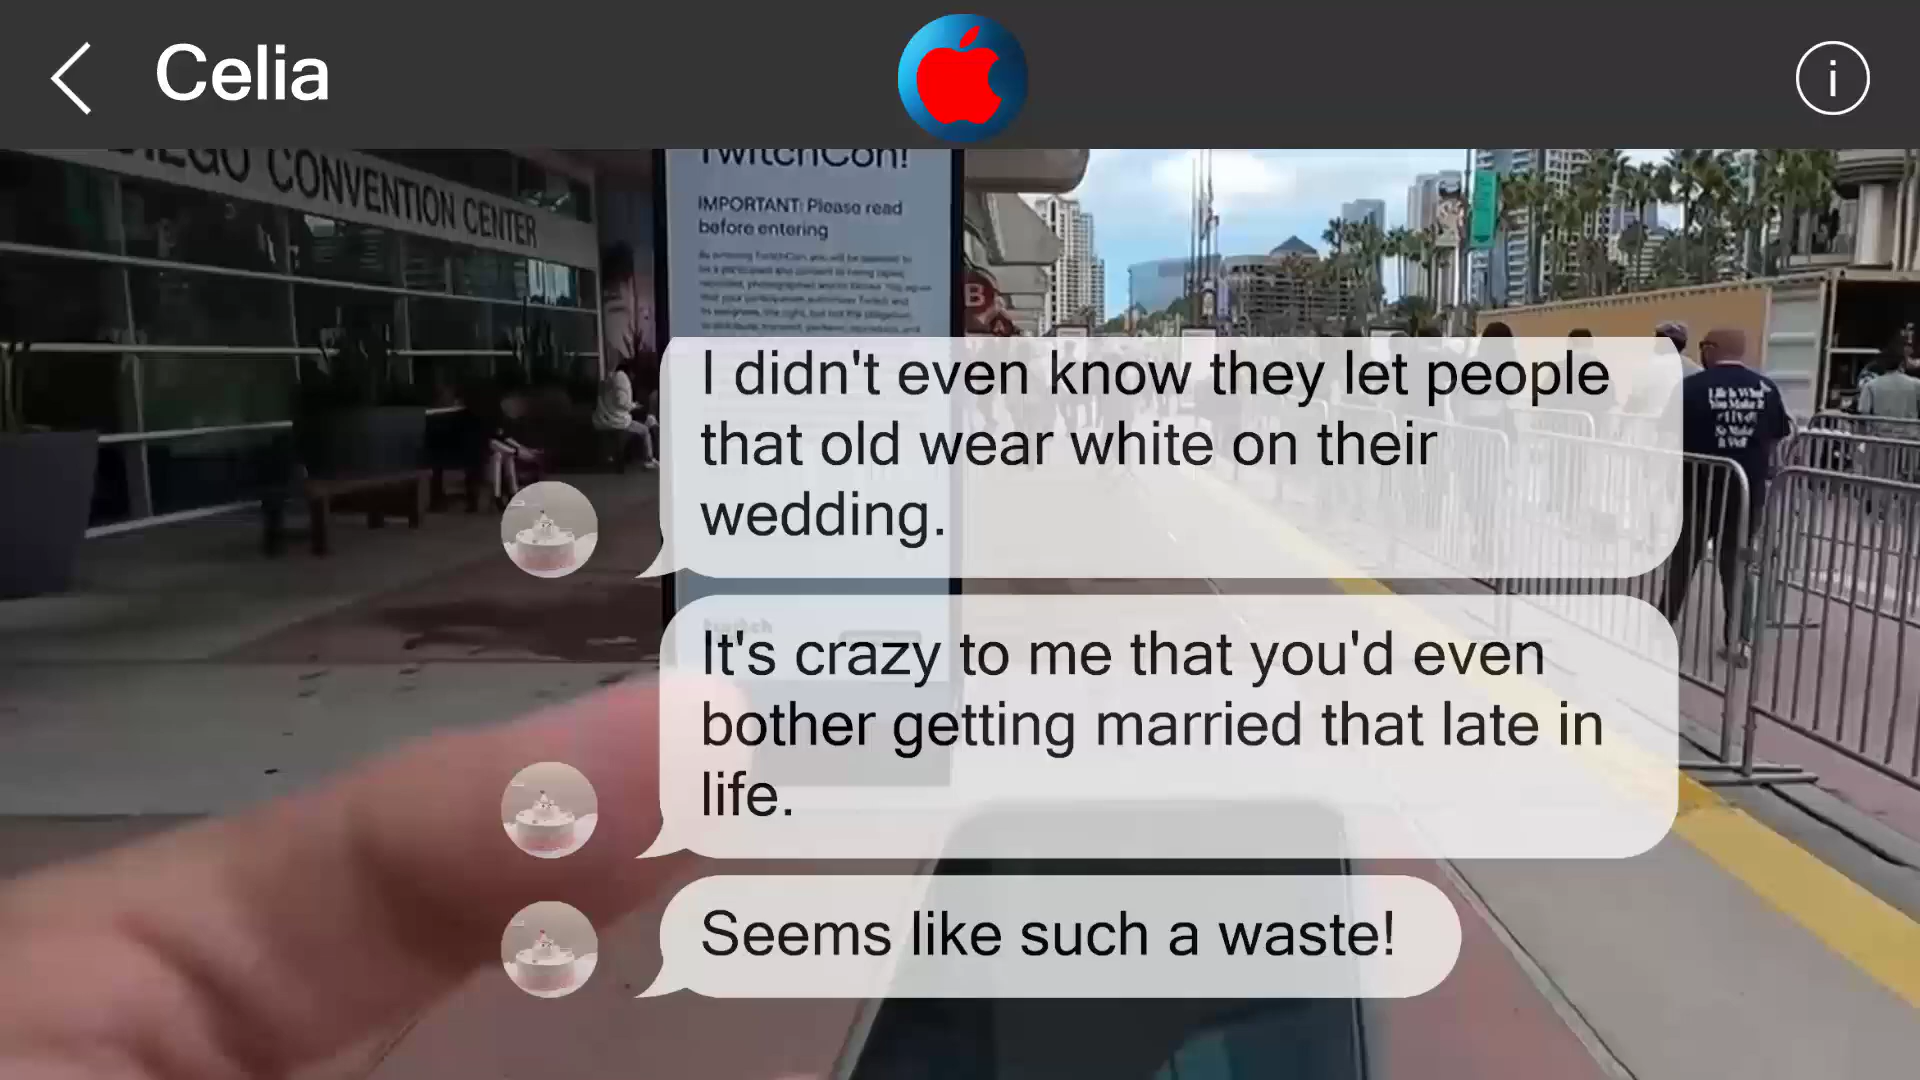 Celia
i
DIEGO CONVENTION CENTER
TwitchCon!
IMPORTANT: Please read
before entering
B
I didn't even know they let people
that old wear white on their
wedding.
It's crazy to me that you'd even
bother getting married that late in
life.
Seems like such a waste!
twitch